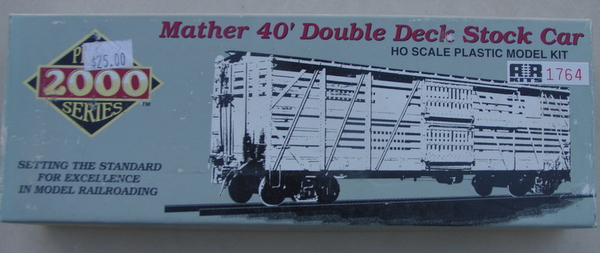 Mather 40' Double Deck Stock Car
HO SCALE PLASTIC MODEL KIT
$25.00
2000
SERIES
TM
1764
SETTING THE STANDARD
FOR EXCELLENCE
IN MODEL RAILROADING